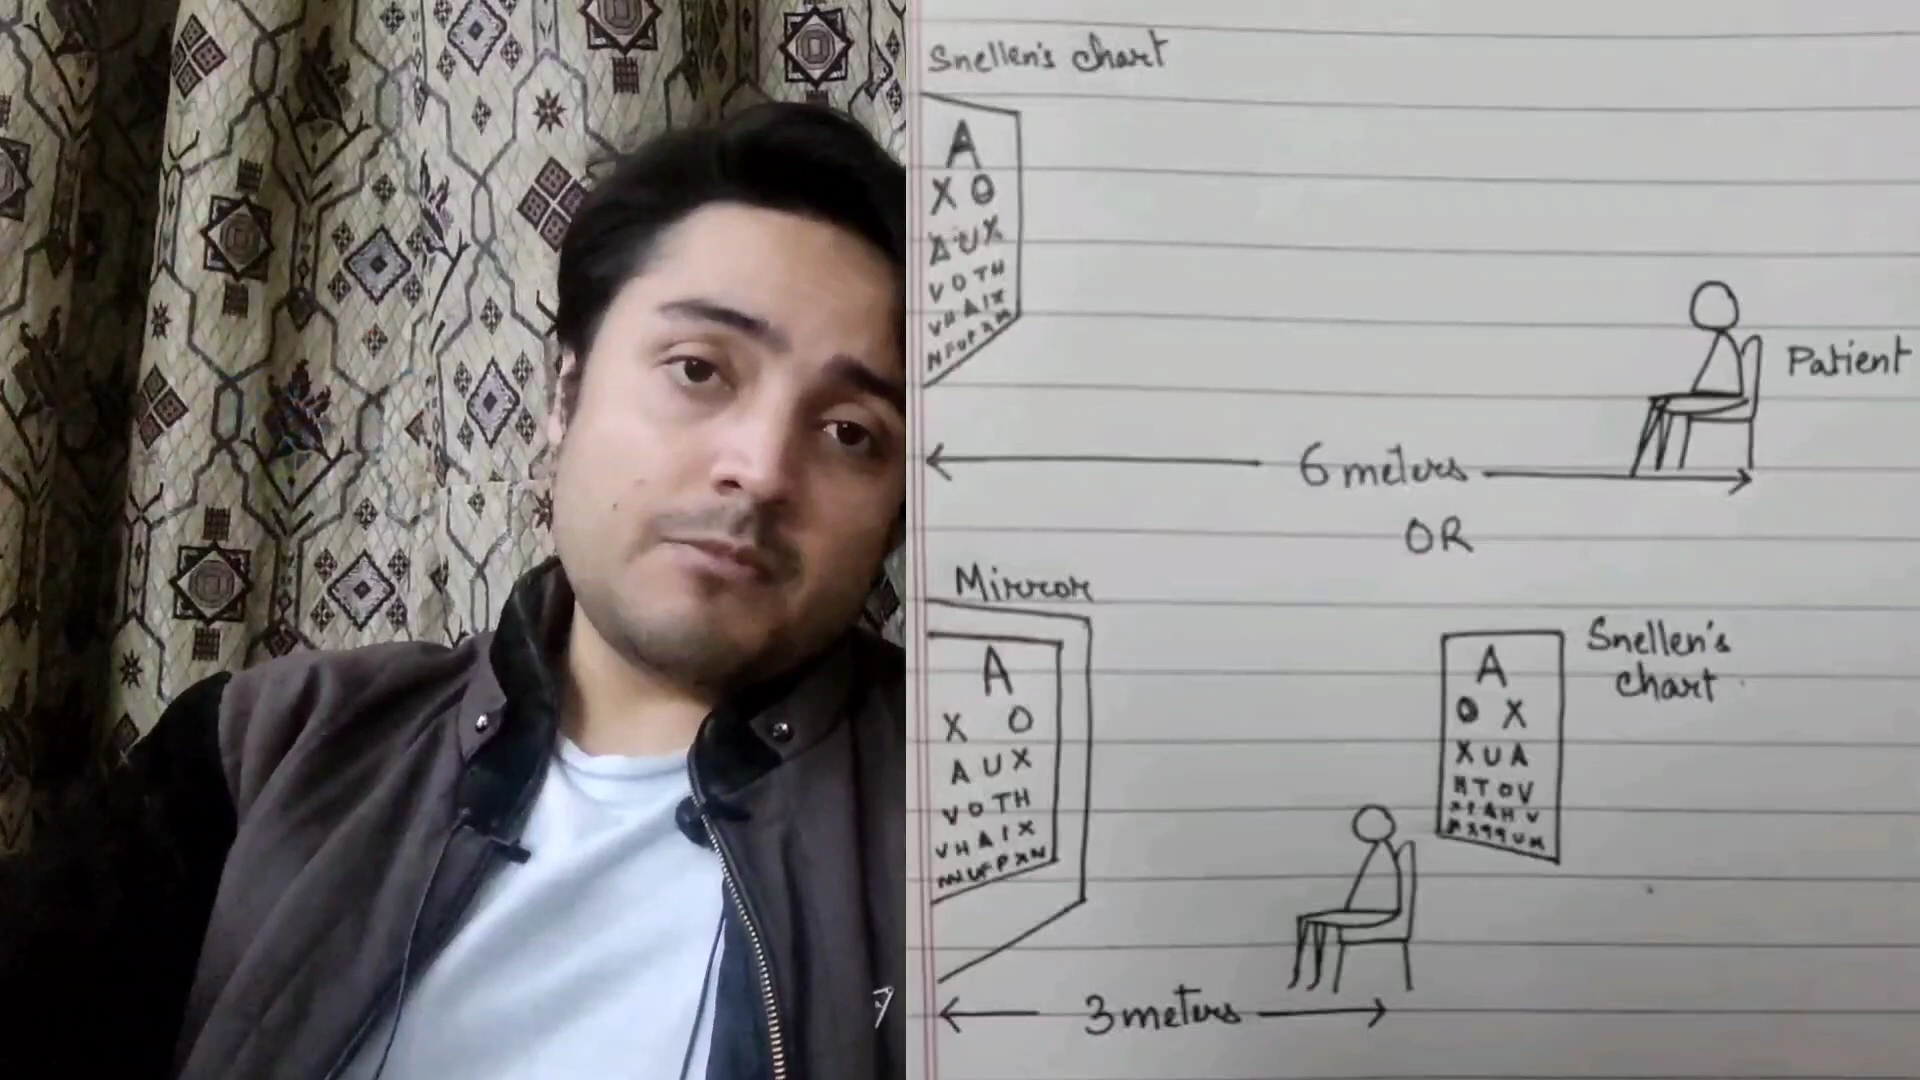 Snellen's chart
A
X O
A U X
V O T H
V H A I X
Patient
6 meters
OR
Mirror
A
X O
A U X
V O T H
V H A I X
Snellen's
chart
A
O X
X U A
H T O V
X I A H V
3 meters